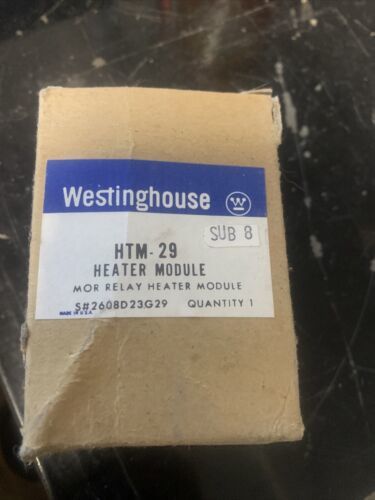 Westinghouse W
SUB 8
HTM-29
HEATER MODULE
MOR RELAY HEATER MODULE
S#2608D23G29 QUANTITY 1
MADE IN U.S.A.